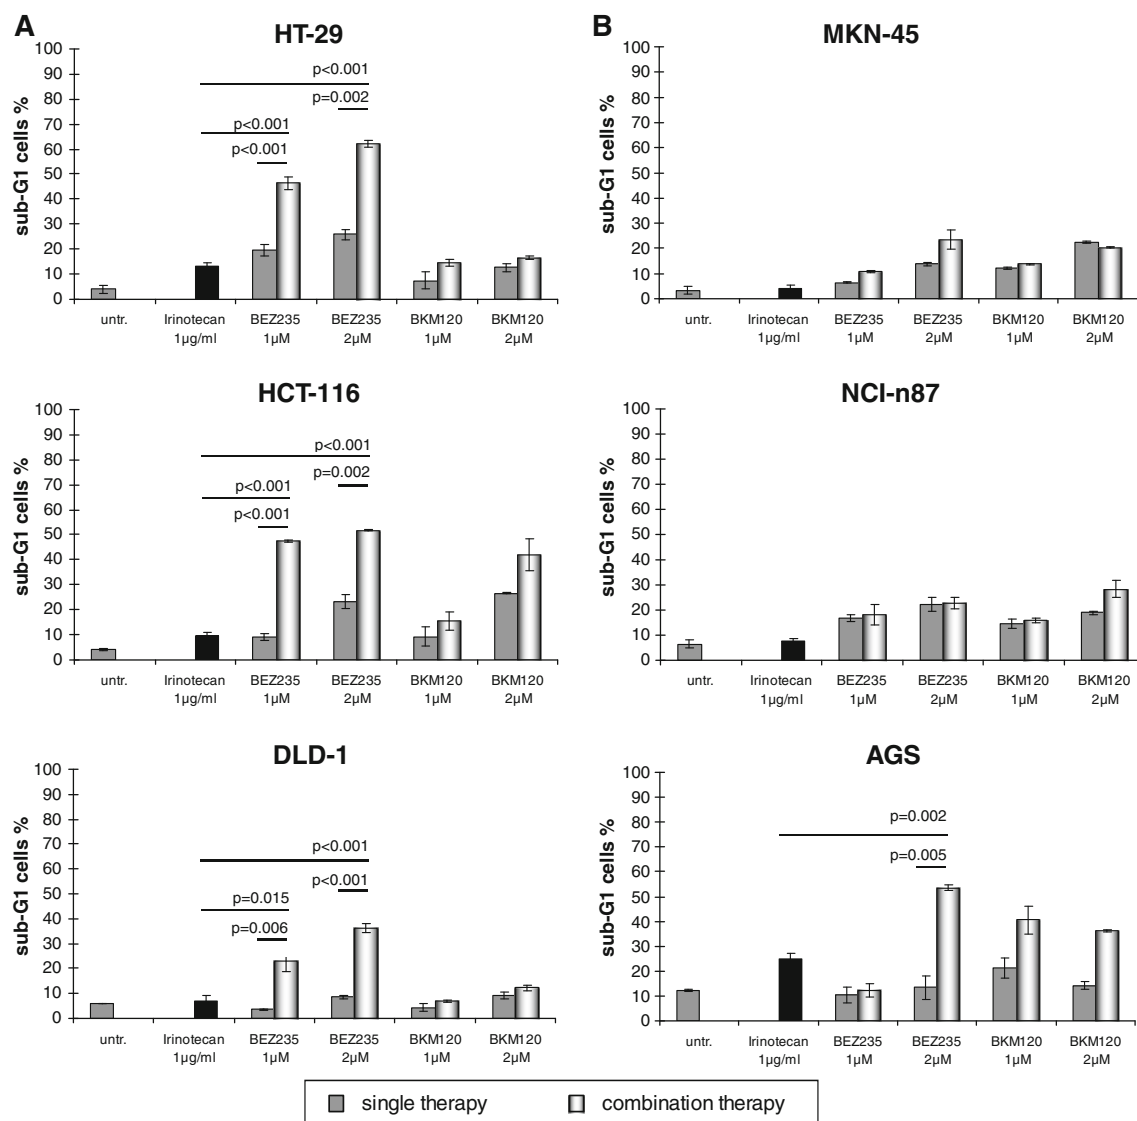 A
HT-29
sub-G1 cells %
100
90
80
70
60
50
40
30
20
10
0
p<0.001
p=0.002
p<0.001
p<0.001
untr.
Irinotecan
1µg/ml
BEZ235
1µM
BEZ235
2µM
BKM120
1µM
BKM120
2µM
B
MKN-45
sub-G1 cells %
100
90
80
70
60
50
40
30
20
10
0
untr.
Irinotecan
1µg/ml
BEZ235
1µM
BEZ235
2µM
BKM120
1µM
BKM120
2µM
HCT-116
sub-G1 cells %
100
90
80
70
60
50
40
30
20
10
0
p<0.001
p=0.002
p<0.001
p<0.001
untr.
Irinotecan
1µg/ml
BEZ235
1µM
BEZ235
2µM
BKM120
1µM
BKM120
2µM
NCI-n87
sub-G1 cells %
100
90
80
70
60
50
40
30
20
10
0
untr.
Irinotecan
1µg/ml
BEZ235
1µM
BEZ235
2µM
BKM120
1µM
BKM120
2µM
DLD-1
sub-G1 cells %
100
90
80
70
60
50
40
30
20
10
0
p<0.001
p<0.001
p=0.015
p=0.006
untr.
Irinotecan
1µg/ml
BEZ235
1µM
BEZ235
2µM
BKM120
1µM
BKM120
2µM
AGS
sub-G1 cells %
100
90
80
70
60
50
40
30
20
10
0
p=0.002
p=0.005
untr.
Irinotecan
1µg/ml
BEZ235
1µM
BEZ235
2µM
BKM120
1µM
BKM120
2µM
single therapy
combination therapy